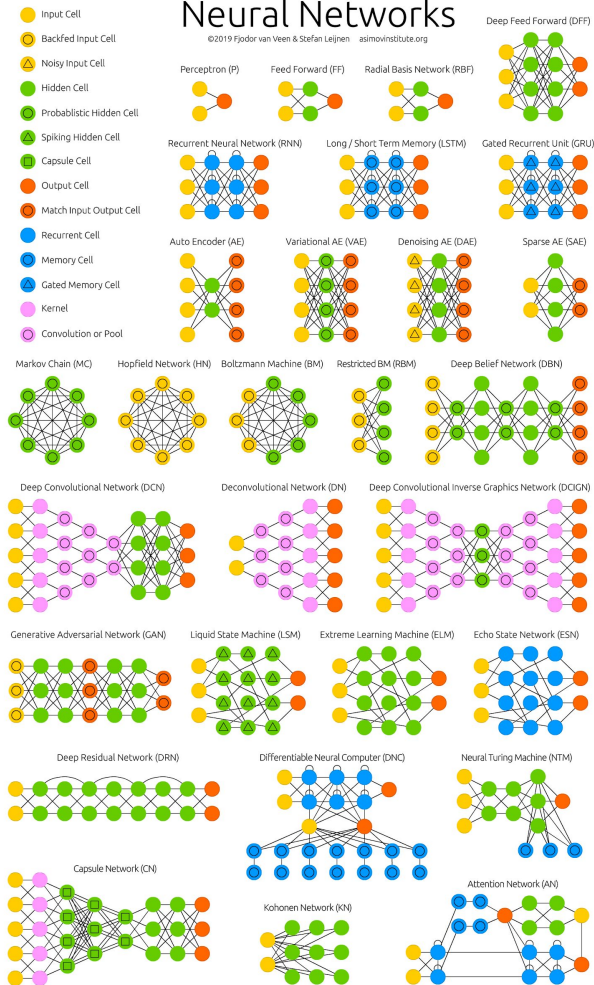 Neural Networks
©2019 Fjodor van Veen & Stefan Leijnen asimovinstitute.org
Input Cell
Backfed Input Cell
Noisy Input Cell
Hidden Cell
Probablistic Hidden Cell
Spiking Hidden Cell
Capsule Cell
Output Cell
Match Input Output Cell
Recurrent Cell
Memory Cell
Gated Memory Cell
Kernel
Convolution or Pool
Deep Feed Forward (DFF)
Perceptron (P)
Feed Forward (FF)
Radial Basis Network (RBF)
Recurrent Neural Network (RNN)
Long / Short Term Memory (LSTM)
Gated Recurrent Unit (GRU)
Auto Encoder (AE)
Variational AE (VAE)
Denoising AE (DAE)
Sparse AE (SAE)
Markov Chain (MC)
Hopfield Network (HN)
Boltzmann Machine (BM)
Restricted BM (RBM)
Deep Belief Network (DBN)
Deep Convolutional Network (DCN)
Deconvolutional Network (DN)
Deep Convolutional Inverse Graphics Network (DCIGN)
Generative Adversarial Network (GAN)
Liquid State Machine (LSM)
Extreme Learning Machine (ELM)
Echo State Network (ESN)
Deep Residual Network (DRN)
Differentiable Neural Computer (DNC)
Neural Turing Machine (NTM)
Capsule Network (CN)
Kohonen Network (KN)
Attention Network (AN)